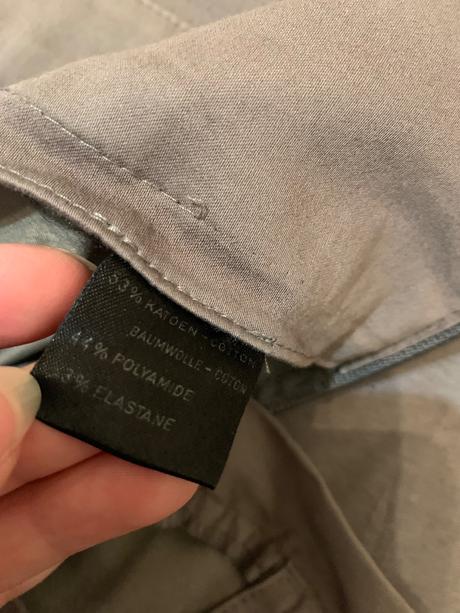 53% KATOEN - COTTON
BAUMWOLLE - COTON
44% POLYAMIDE
3% ELASTANE